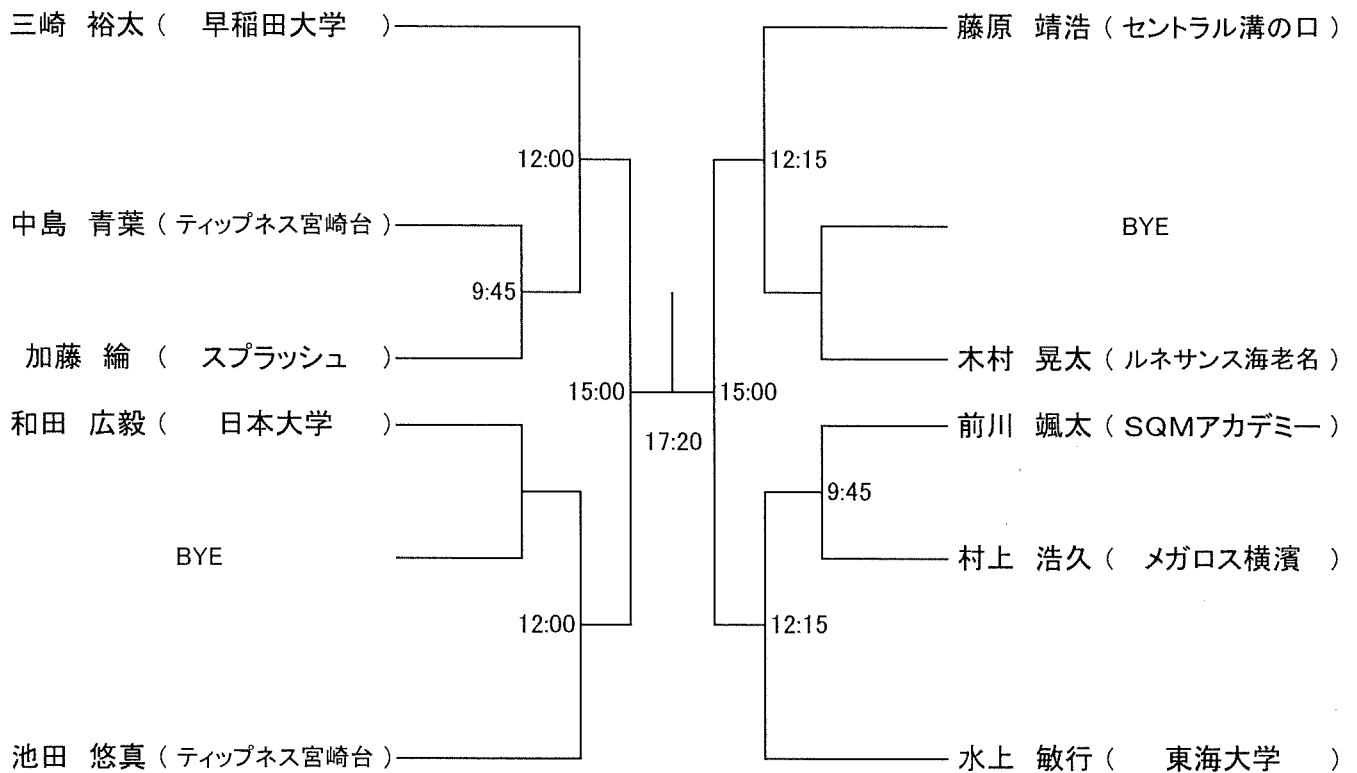 三崎 裕太 ( 早稲田大学 )
12:00
中島 青葉 ( ティップネス宮崎台 )
9:45
加藤 綸 ( スプラッシュ )
15:00
和田 広毅 ( 日本大学 )
BYE
12:00
池田 悠真 ( ティップネス宮崎台 )
17:20
藤原 靖浩 ( セントラル溝の口 )
12:15
BYE
木村 晃太 ( ルネサンス海老名 )
15:00
前川 颯太 ( SQMアカデミー )
9:45
村上 浩久 ( メガロス横濱 )
12:15
水上 敏行 ( 東海大学 )